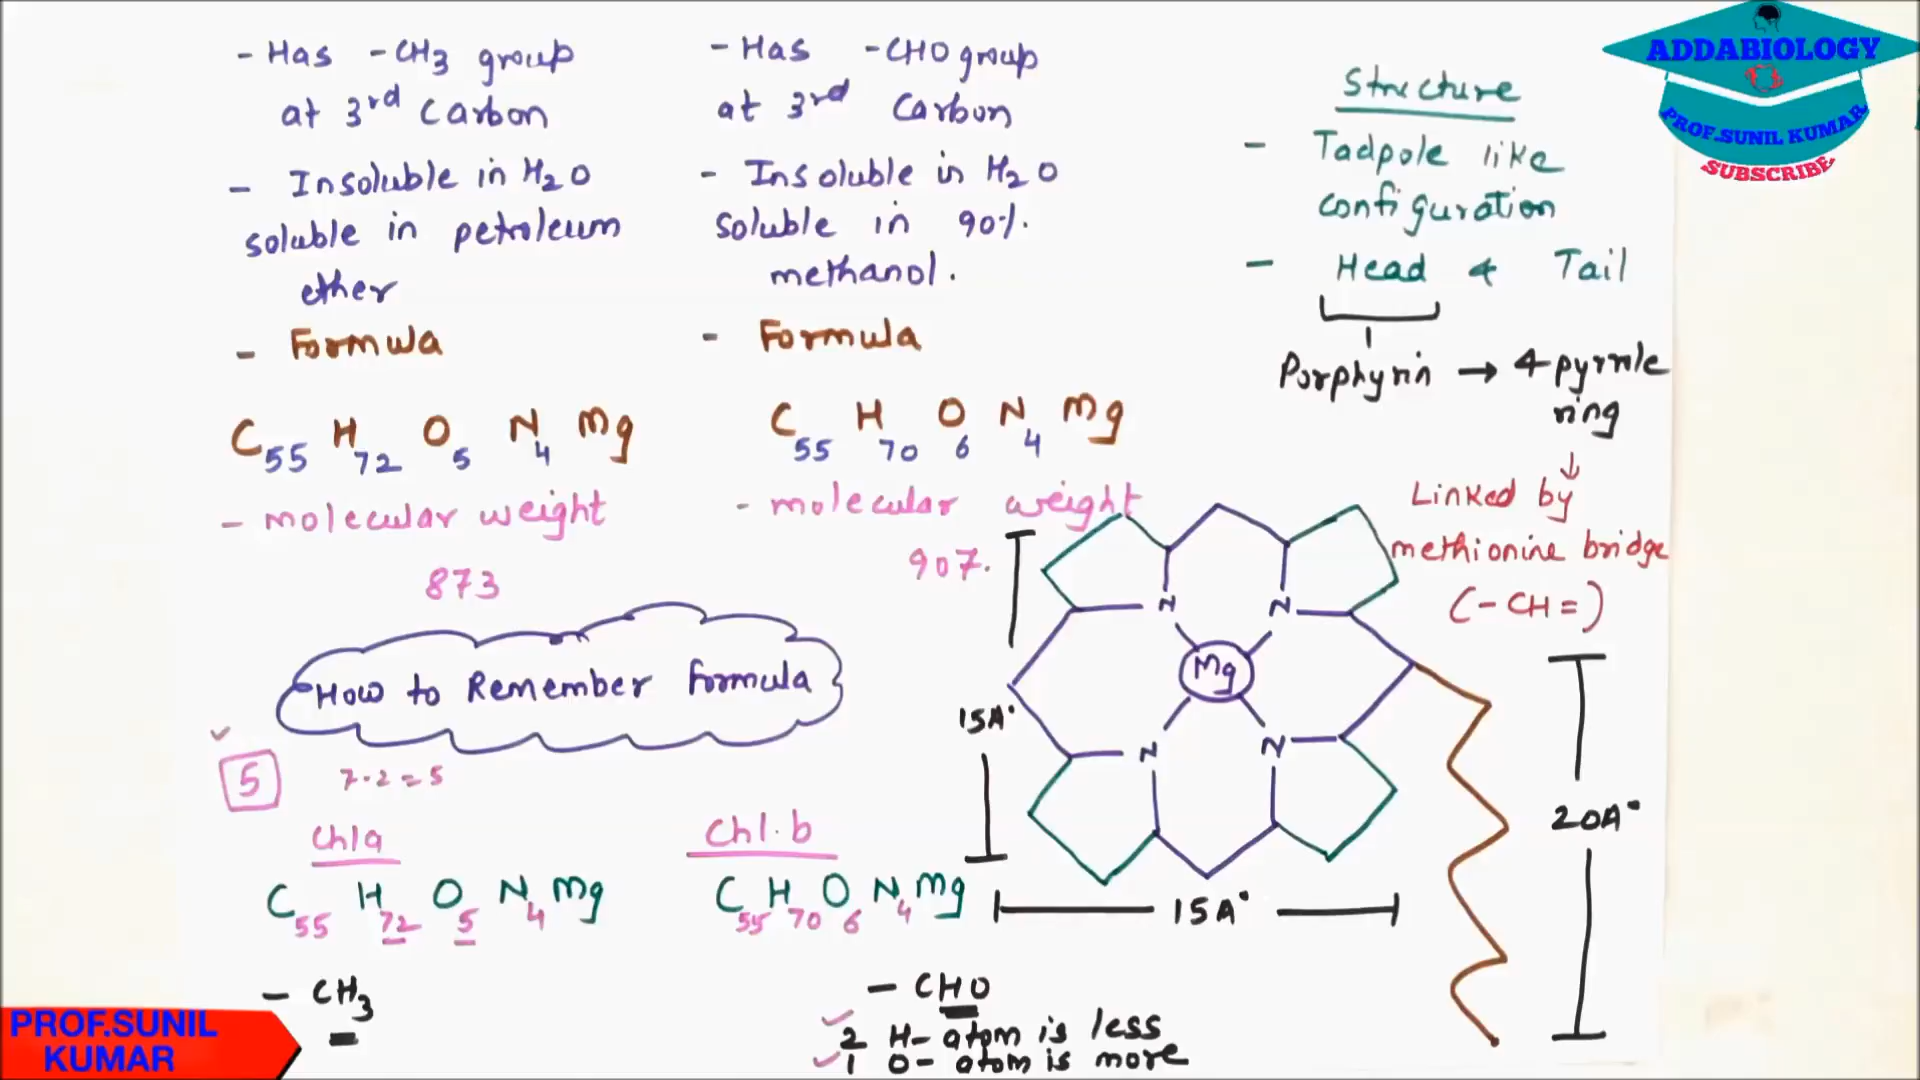 - Has -CH3 group
at 3rd Carbon
- Insoluble in H2O
soluble in petroleum
ether
- Formula
C55 H72 O5 N4 Mg
- molecular weight
873
- Has -CHO group
at 3rd Carbon
- Insoluble in H2O
soluble in 90%.
methanol.
- Formula
C55 H70 O6 N4 Mg
- molecular weight
907.
Structure
- Tadpole like
configuration
- Head & Tail
Porphyrin → 4 pyrrole
ring
↓
Linked by
methionine bridge
(-CH=)
How to Remember Formula
5
7-2=5
Chla
C55 H72 O5 N4 Mg
- CH3
Chl.b
C55 H70 O6 N4 Mg
- CHO
2 H- atom is less
1 O- atom is more
N N
Mg
N N
15A°
15A°
20A°
ADDABIOLOGY
PROF.SUNIL KUMAR
SUBSCRIBE
PROF.SUNIL
KUMAR